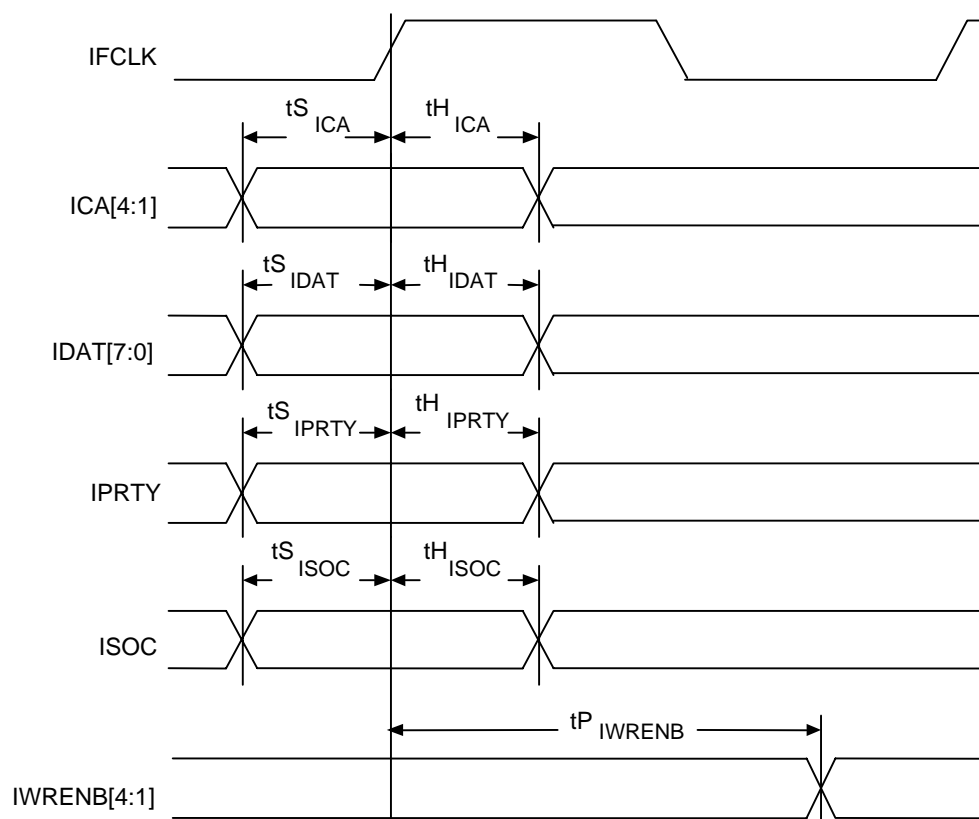 IFCLK
tS ICA
tH ICA
ICA[4:1]
tS IDAT
tH IDAT
IDAT[7:0]
tS IPRTY
tH IPRTY
IPRTY
tS ISOC
tH ISOC
ISOC
tP IWRENB
IWRENB[4:1]